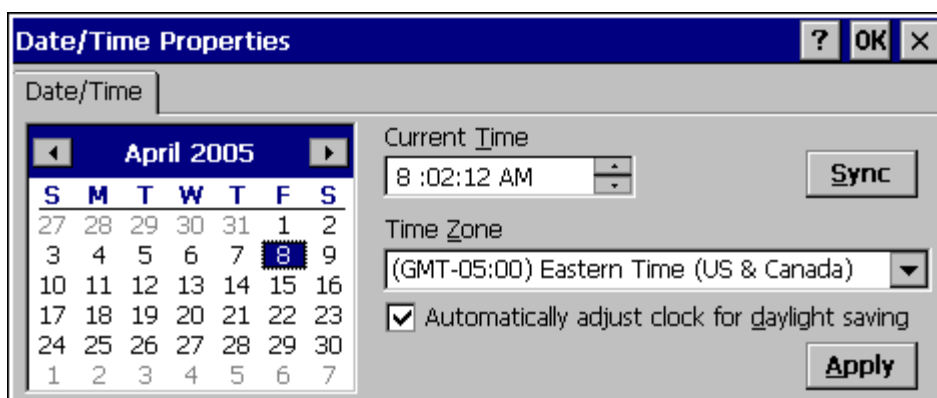 Date/Time Properties ? OK ×
Date/Time
April 2005
S M T W T F S
27 28 29 30 31 1 2
3 4 5 6 7 8 9
10 11 12 13 14 15 16
17 18 19 20 21 22 23
24 25 26 27 28 29 30
1 2 3 4 5 6 7
Current Time
8 :02:12 AM
Sync
Time Zone
(GMT-05:00) Eastern Time (US & Canada)
Automatically adjust clock for daylight saving
Apply